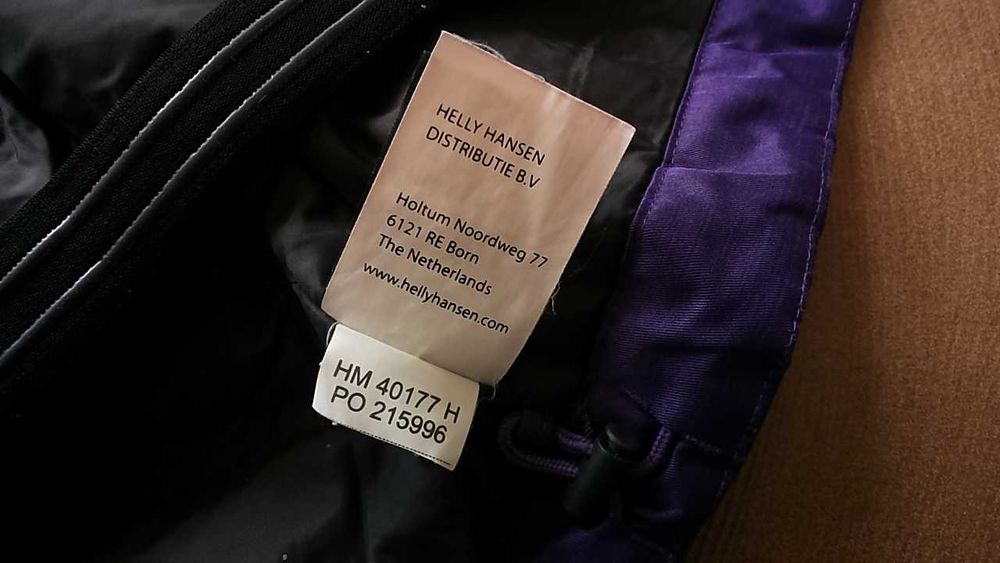 HELLY HANSEN
DISTRIBUTIE B.V
Holtum Noordweg 77
6121 RE Born
The Netherlands
www.hellyhansen.com
HM 40177 H
PO 215996